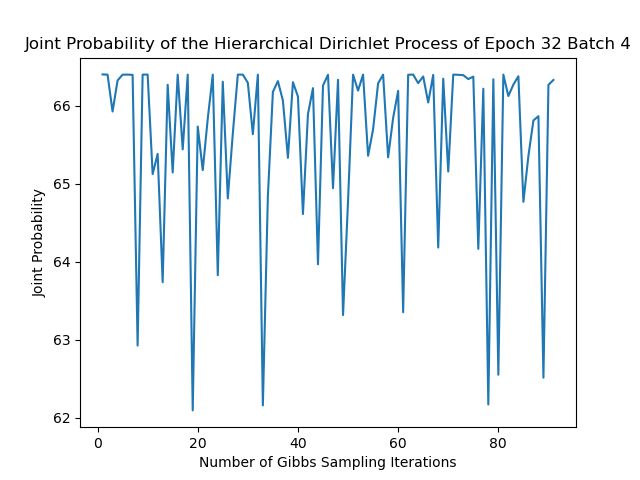 Joint Probability of the Hierarchical Dirichlet Process of Epoch 32 Batch 4
66
65
64
63
62
Joint Probability
0 20 40 60 80
Number of Gibbs Sampling Iterations